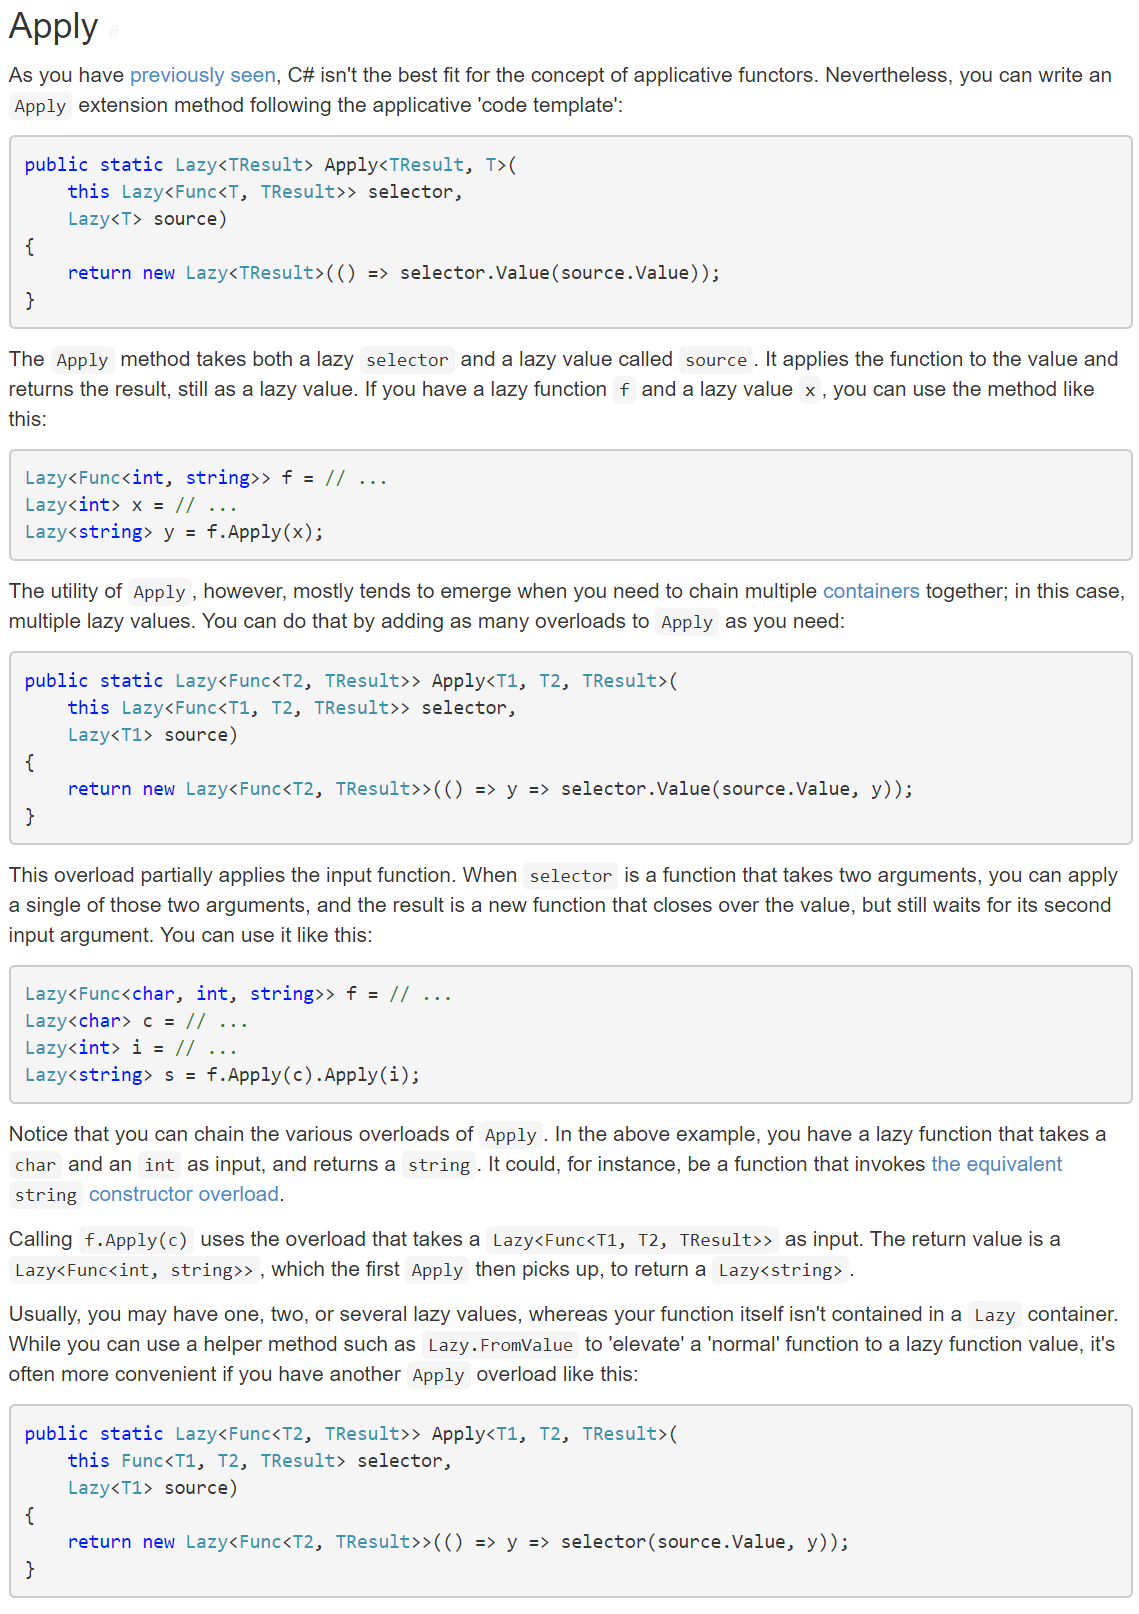 Apply #
As you have previously seen, C# isn't the best fit for the concept of applicative functors. Nevertheless, you can write an
Apply extension method following the applicative 'code template':
public static Lazy<TResult> Apply<TResult, T>(
    this Lazy<Func<T, TResult>> selector,
    Lazy<T> source)
{
    return new Lazy<TResult>(() => selector.Value(source.Value));
}
The Apply method takes both a lazy selector and a lazy value called source. It applies the function to the value and
returns the result, still as a lazy value. If you have a lazy function f and a lazy value x, you can use the method like
this:
Lazy<Func<int, string>> f = // ...
Lazy<int> x = // ...
Lazy<string> y = f.Apply(x);
The utility of Apply, however, mostly tends to emerge when you need to chain multiple containers together; in this case,
multiple lazy values. You can do that by adding as many overloads to Apply as you need:
public static Lazy<Func<T2, TResult>> Apply<T1, T2, TResult>(
    this Lazy<Func<T1, T2, TResult>> selector,
    Lazy<T1> source)
{
    return new Lazy<Func<T2, TResult>>(() => y => selector.Value(source.Value, y));
}
This overload partially applies the input function. When selector is a function that takes two arguments, you can apply
a single of those two arguments, and the result is a new function that closes over the value, but still waits for its second
input argument. You can use it like this:
Lazy<Func<char, int, string>> f = // ...
Lazy<char> c = // ...
Lazy<int> i = // ...
Lazy<string> s = f.Apply(c).Apply(i);
Notice that you can chain the various overloads of Apply. In the above example, you have a lazy function that takes a
char and an int as input, and returns a string. It could, for instance, be a function that invokes the equivalent
string constructor overload.
Calling f.Apply(c) uses the overload that takes a Lazy<Func<T1, T2, TResult>> as input. The return value is a
Lazy<Func<int, string>>, which the first Apply then picks up, to return a Lazy<string>.
Usually, you may have one, two, or several lazy values, whereas your function itself isn't contained in a Lazy container.
While you can use a helper method such as Lazy.FromValue to 'elevate' a 'normal' function to a lazy function value, it's
often more convenient if you have another Apply overload like this:
public static Lazy<Func<T2, TResult>> Apply<T1, T2, TResult>(
    this Func<T1, T2, TResult> selector,
    Lazy<T1> source)
{
    return new Lazy<Func<T2, TResult>>(() => y => selector(source.Value, y));
}